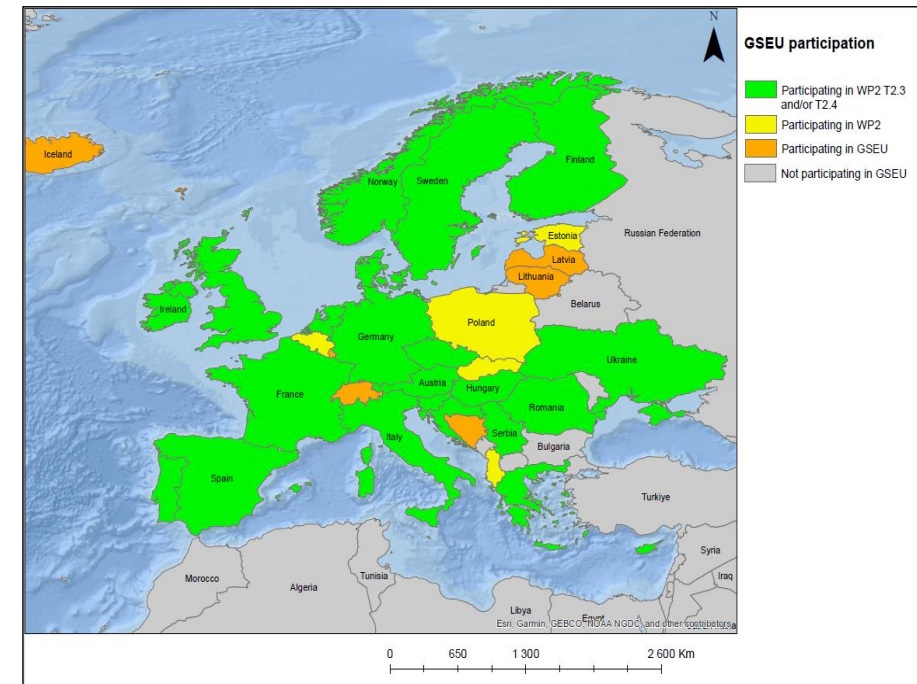 N
GSEU participation
Participating in WP2 T2.3
and/or T2.4
Participating in WP2
Participating in GSEU
Not participating in GSEU
Iceland
Norway
Sweden
Finland
Russian Federation
Estonia
Latvia
Lithuania
Belarus
Ireland
Poland
Germany
Ukraine
France
Austria
Hungary
Romania
Italy
Serbia
Bulgaria
Spain
Turkiye
Syria
Iraq
Morocco
Algeria
Tunisia
Libya
Egypt
Esri, Garmin, GEBCO, NOAA NGDC, and other contributors
0 650 1 300 2 600 Km